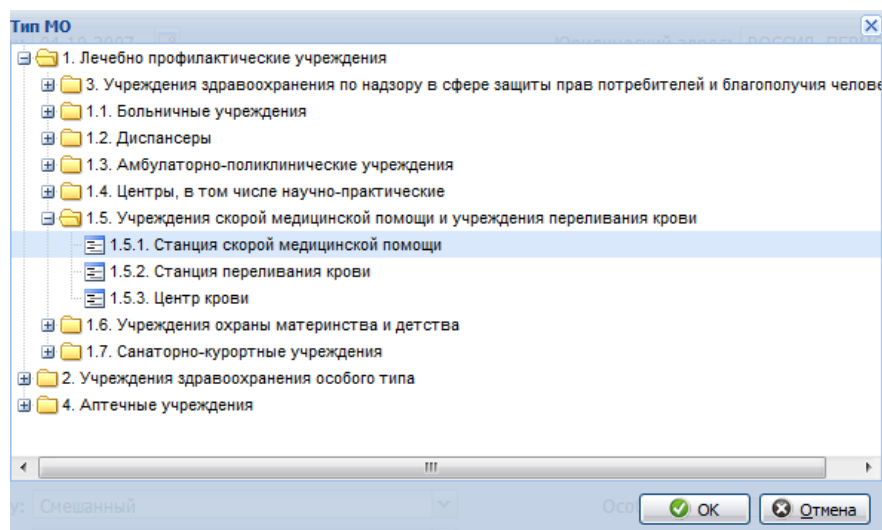 Тип МО
1. Лечебно профилактические учреждения
3. Учреждения здравоохранения по надзору в сфере защиты прав потребителей и благополучия челове
1.1. Больничные учреждения
1.2. Диспансеры
1.3. Амбулаторно-поликлинические учреждения
1.4. Центры, в том числе научно-практические
1.5. Учреждения скорой медицинской помощи и учреждения переливания крови
1.5.1. Станция скорой медицинской помощи
1.5.2. Станция переливания крови
1.5.3. Центр крови
1.6. Учреждения охраны материнства и детства
1.7. Санаторно-курортные учреждения
2. Учреждения здравоохранения особого типа
4. Аптечные учреждения
у: Смешанный Осо
ОК Отмена